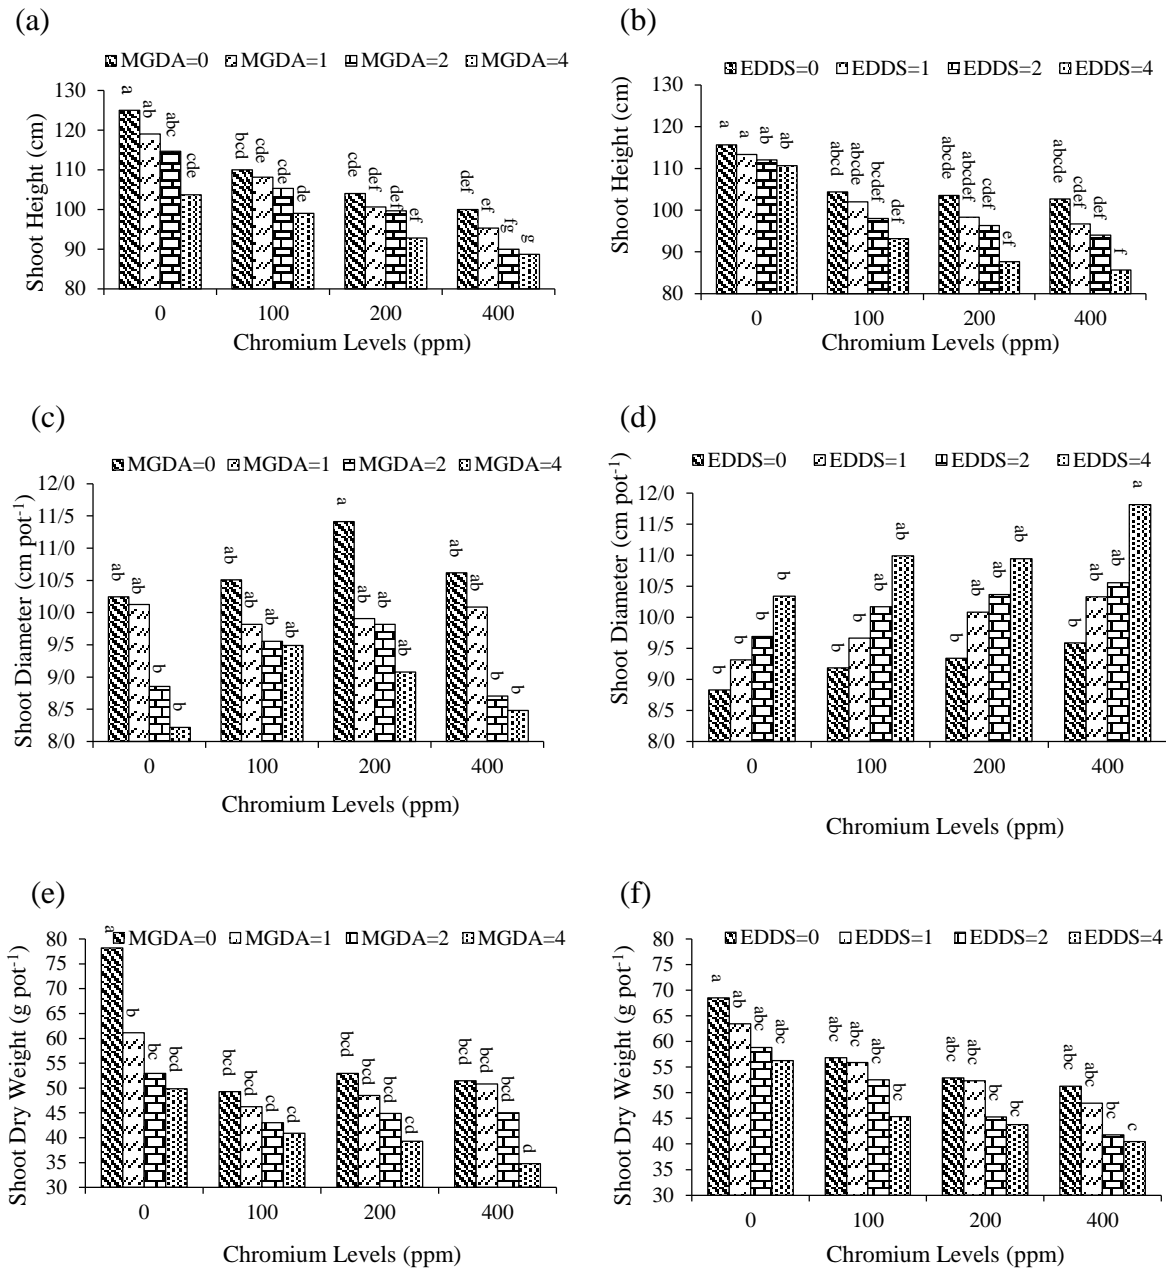 (a)
MGDA=0 MGDA=1 MGDA=2 MGDA=4
Shoot Height (cm)
130
120
110
100
90
80
a ab abc cde bcd cde cde de cde def def ef def ef fg g
0 100 200 400
Chromium Levels (ppm)
(b)
EDDS=0 EDDS=1 EDDS=2 EDDS=4
Shoot Height (cm)
130
120
110
100
90
80
a a ab ab abcd abcde bcdef def abcde abcdef cdef ef abcde cdef def f
0 100 200 400
Chromium Levels (ppm)
(c)
MGDA=0 MGDA=1 MGDA=2 MGDA=4
Shoot Diameter (cm pot-1)
12/0
11/5
11/0
10/5
10/0
9/5
9/0
8/5
8/0
ab ab b b ab ab ab ab a ab ab ab ab ab b b
0 100 200 400
Chromium Levels (ppm)
(d)
EDDS=0 EDDS=1 EDDS=2 EDDS=4
Shoot Diameter (cm pot-1)
12/0
11/5
11/0
10/5
10/0
9/5
9/0
8/5
8/0
b b b b b b ab ab b ab ab ab b ab ab a
0 100 200 400
Chromium Levels (ppm)
(e)
MGDA=0 MGDA=1 MGDA=2 MGDA=4
Shoot Dry Weight (g pot-1)
80
75
70
65
60
55
50
45
40
35
30
a b bc bcd bcd bcd cd cd bcd bcd bcd cd bcd bcd bcd d
0 100 200 400
Chromium Levels (ppm)
(f)
EDDS=0 EDDS=1 EDDS=2 EDDS=4
Shoot Dry Weight (g pot-1)
80
75
70
65
60
55
50
45
40
35
30
a ab abc abc abc abc abc bc abc abc bc bc abc abc bc c
0 100 200 400
Chromium Levels (ppm)